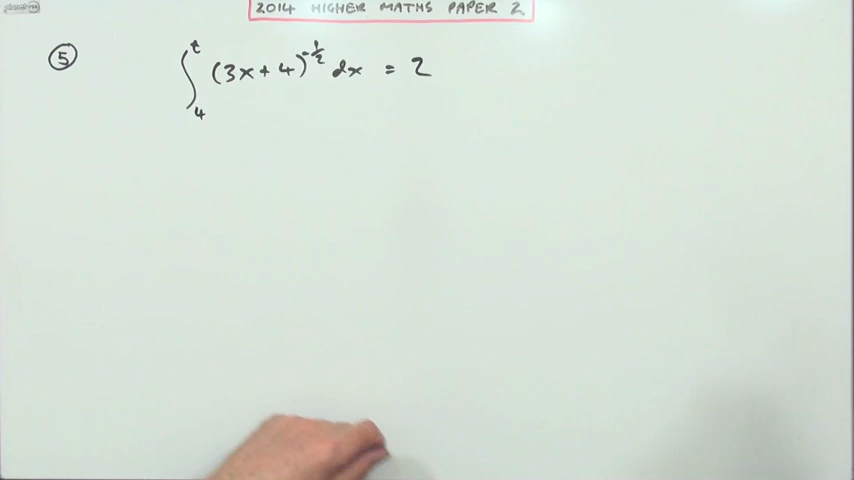 2014 HIGHER MATHS PAPER 2
⑤ ∫₄ᵗ (3x+4)^(-1/2) dx = 2